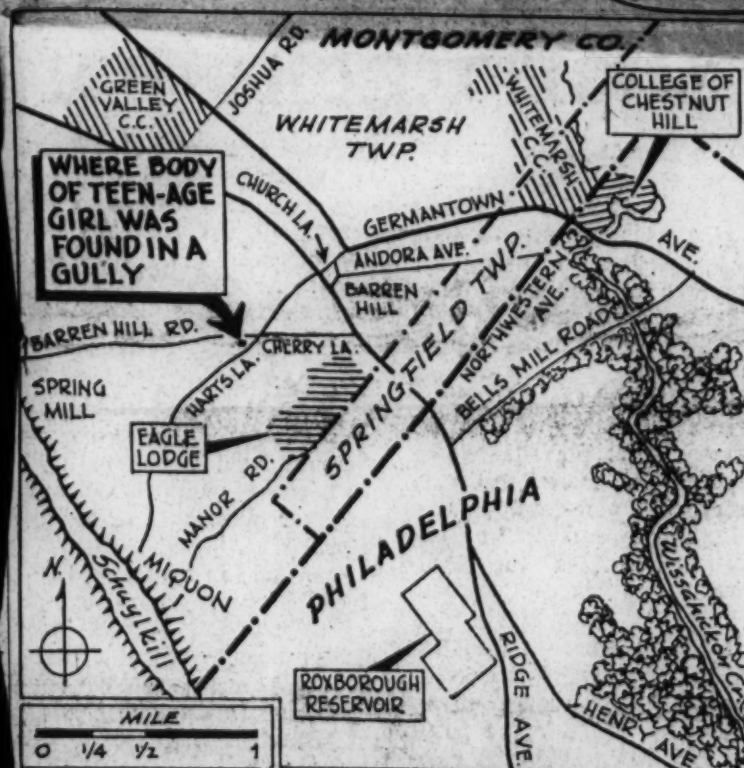 MONTGOMERY CO.
GREEN
VALLEY
C.C.
JOSHUA RD.
WHITEMARSH
TWP.
WHITEMARSH
C.C.
COLLEGE OF
CHESTNUT
HILL
WHERE BODY
OF TEEN-AGE
GIRL WAS
FOUND IN A
GULLY
CHURCH LA.
GERMANTOWN
AVE.
ANDORA AVE.
BARREN
HILL
SPRINGFIELD TWP.
NORTHWESTERN
AVE.
BELLS MILL ROAD
BARREN HILL RD.
CHERRY LA.
HARTS LA.
SPRING
MILL
EAGLE
LODGE
MANOR RD.
PHILADELPHIA
MIQUON
Schuylkill
N.
Wissahickon Cr.
ROXBOROUGH
RESERVOIR
RIDGE AVE.
HENRY AVE
MILE
0 1/4 1/2 1